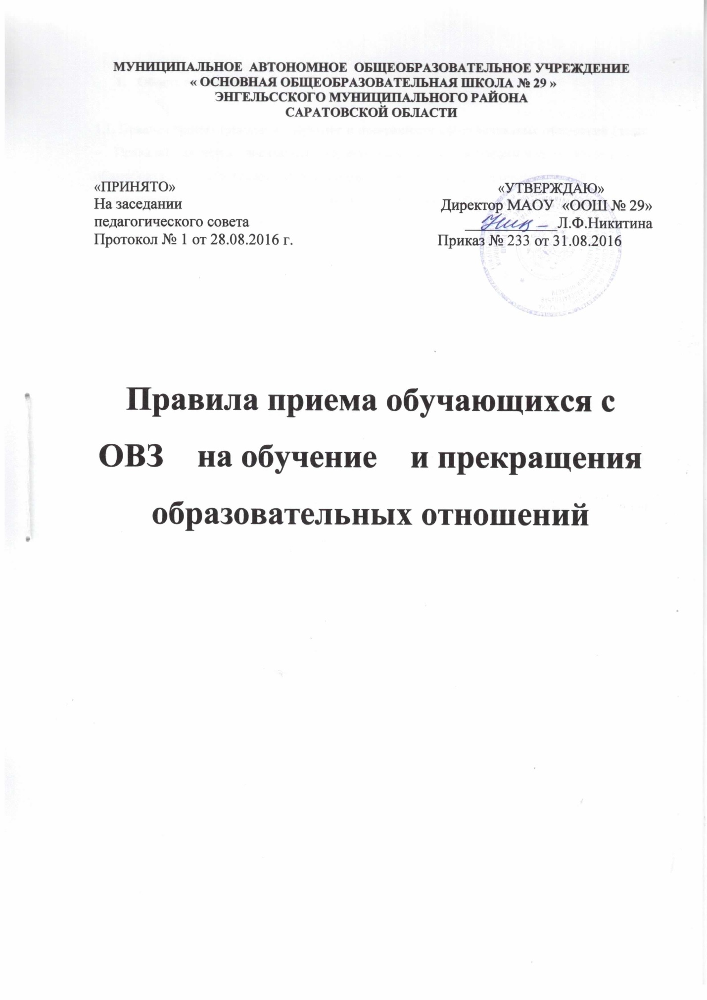 МУНИЦИПАЛЬНОЕ АВТОНОМНОЕ ОБЩЕОБРАЗОВАТЕЛЬНОЕ УЧРЕЖДЕНИЕ
« ОСНОВНАЯ ОБЩЕОБРАЗОВАТЕЛЬНАЯ ШКОЛА № 29 »
ЭНГЕЛЬССКОГО МУНИЦИПАЛЬНОГО РАЙОНА
САРАТОВСКОЙ ОБЛАСТИ
«ПРИНЯТО»
На заседании
педагогического совета
Протокол № 1 от 28.08.2016 г.
«УТВЕРЖДАЮ»
Директор МАОУ «ООШ № 29»
Л.Ф.Никитина
Приказ № 233 от 31.08.2016
Правила приема обучающихся с
ОВЗ на обучение и прекращения
образовательных отношений